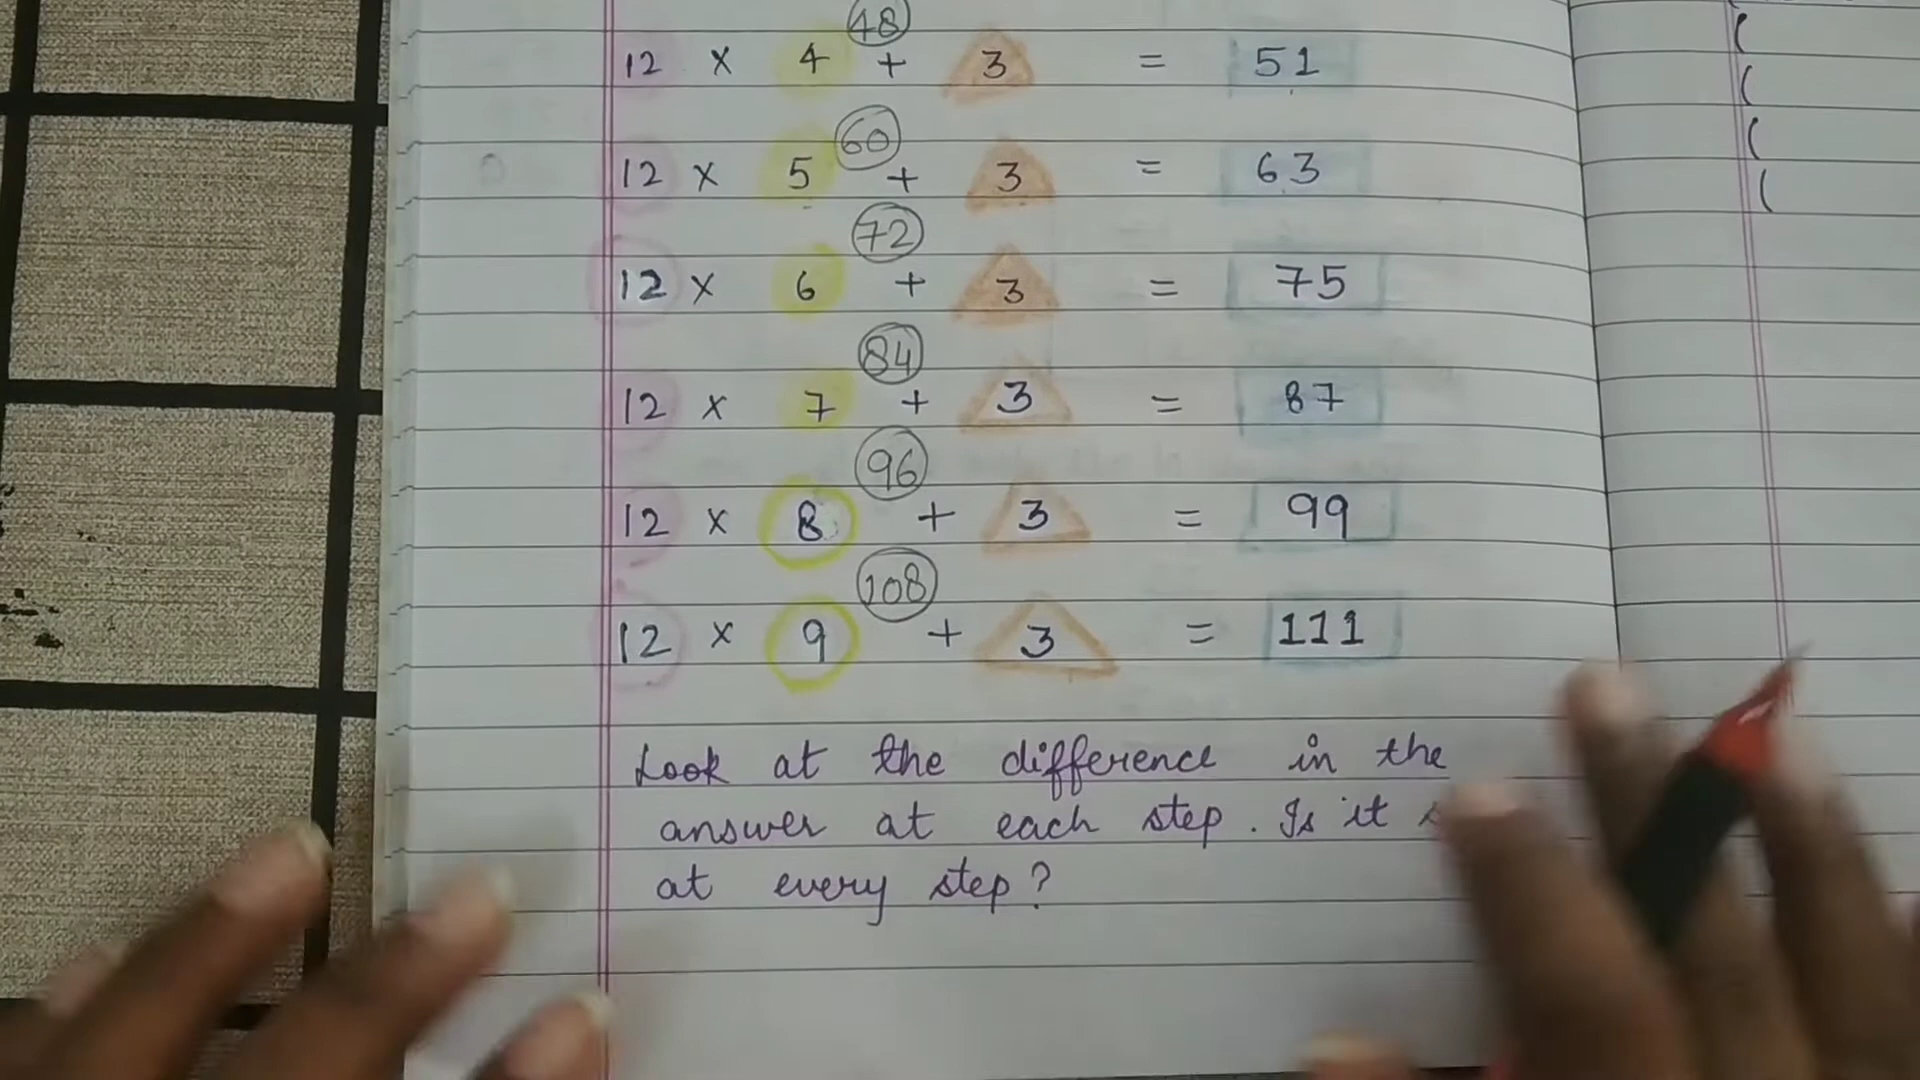 48
12 × 4 + 3 = 51
60
12 × 5 + 3 = 63
72
12 × 6 + 3 = 75
84
12 × 7 + 3 = 87
96
12 × 8 + 3 = 99
108
12 × 9 + 3 = 111
Look at the difference in the
answer at each step. Is it
at every step?
(
(
(
(